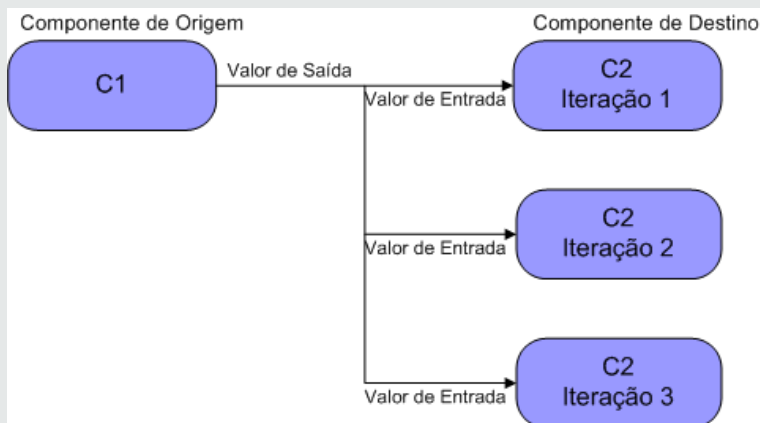 Componente de Origem
Componente de Destino
C1
Valor de Saída
Valor de Entrada
C2
Iteração 1
Valor de Entrada
C2
Iteração 2
Valor de Entrada
C2
Iteração 3